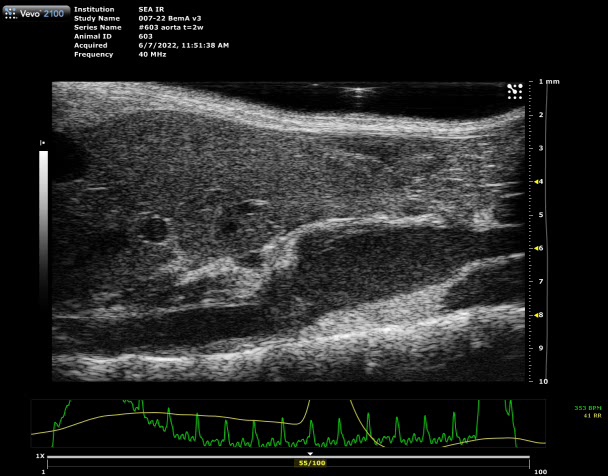 Vevo 2100
Institution SEA IR
Study Name 007-22 BemA v3
Series Name #603 aorta t=2w
Animal ID 603
Acquired 6/7/2022, 11:51:38 AM
Frequency 40 MHz
1 mm
2
3
4
5
6
7
8
9
10
353 BPM
41 RR
1X
55/100
1
100